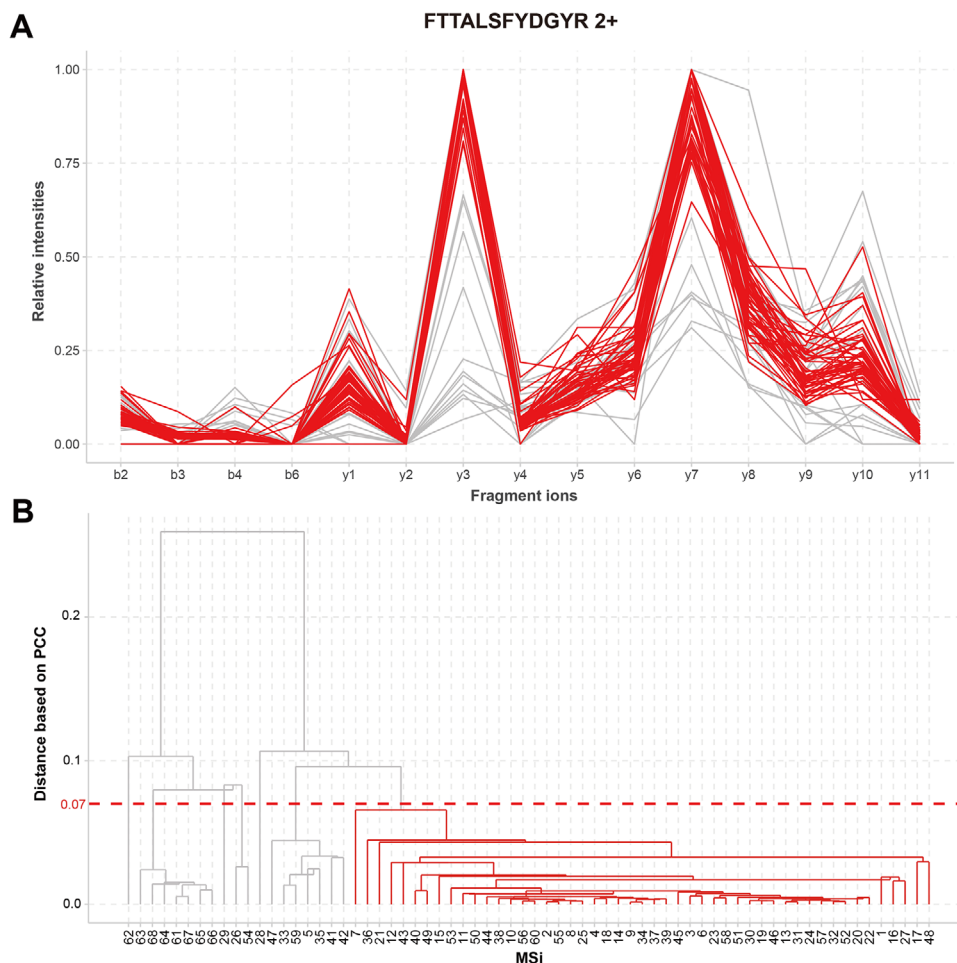 FTTALSFYDGYR 2+
A
1.00
0.75
0.50
0.25
0.00
Relative intensities
b2 b3 b4 b6 y1 y2 y3 y4 y5 y6 y7 y8 y9 y10 y11
Fragment ions
B
0.2
0.1
0.07
0.0
Distance based on PCC
62 63 68 64 61 67 65 66 69 26 54 28 47 33 59 35 41 42 7 36 21 12 43 40 49 15 53 11 50 44 38 10 56 60 2 55 8 25 4 18 14 9 34 37 39 45 3 6 23 58 51 30 19 46 13 31 24 57 32 52 20 22 1 16 27 17 48
MSi